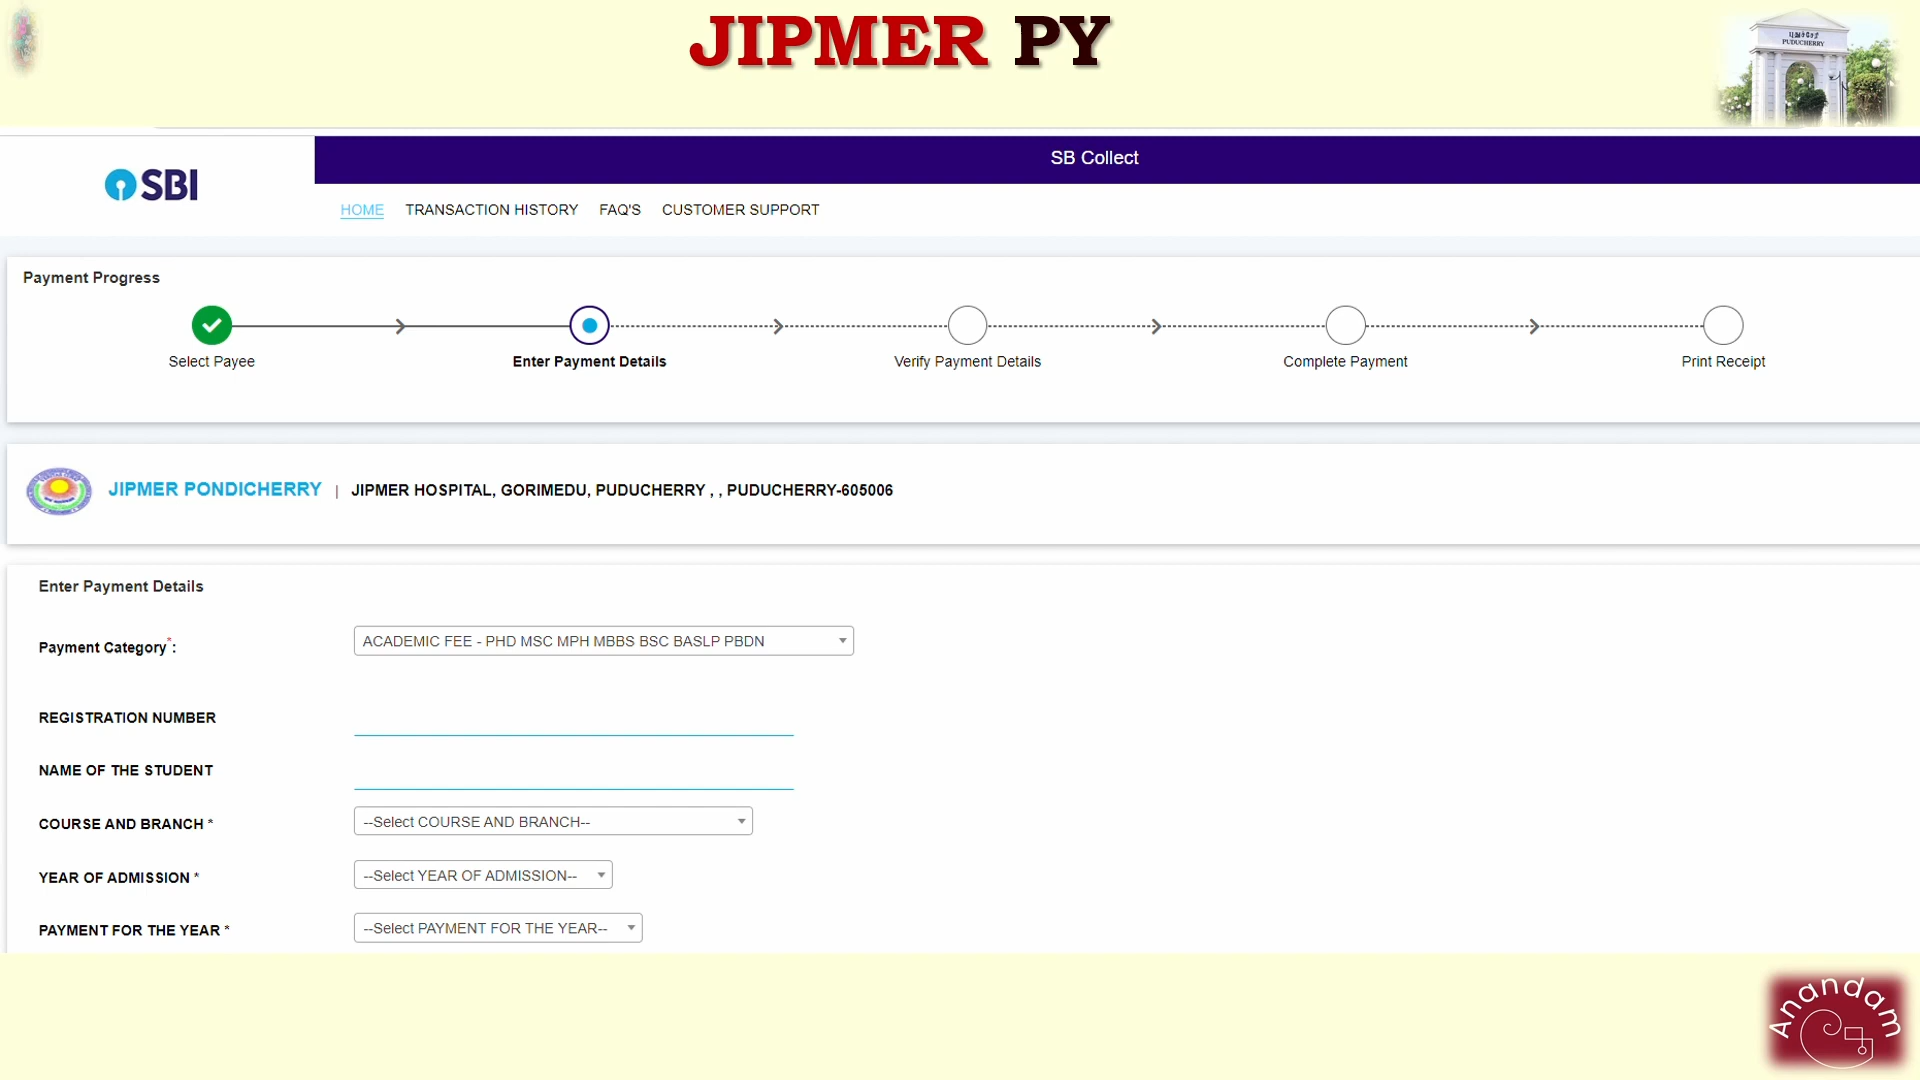 JIPMER PY
புதுச்சேரி
PUDUCHERRY
SBI
SB Collect
HOME TRANSACTION HISTORY FAQ'S CUSTOMER SUPPORT
Payment Progress
Select Payee Enter Payment Details Verify Payment Details Complete Payment Print Receipt
JIPMER PONDICHERRY | JIPMER HOSPITAL, GORIMEDU, PUDUCHERRY , , PUDUCHERRY-605006
Enter Payment Details
Payment Category * : ACADEMIC FEE - PHD MSC MPH MBBS BSC BASLP PBDN
REGISTRATION NUMBER
NAME OF THE STUDENT
COURSE AND BRANCH * --Select COURSE AND BRANCH--
YEAR OF ADMISSION * --Select YEAR OF ADMISSION--
PAYMENT FOR THE YEAR * --Select PAYMENT FOR THE YEAR--
Anandam